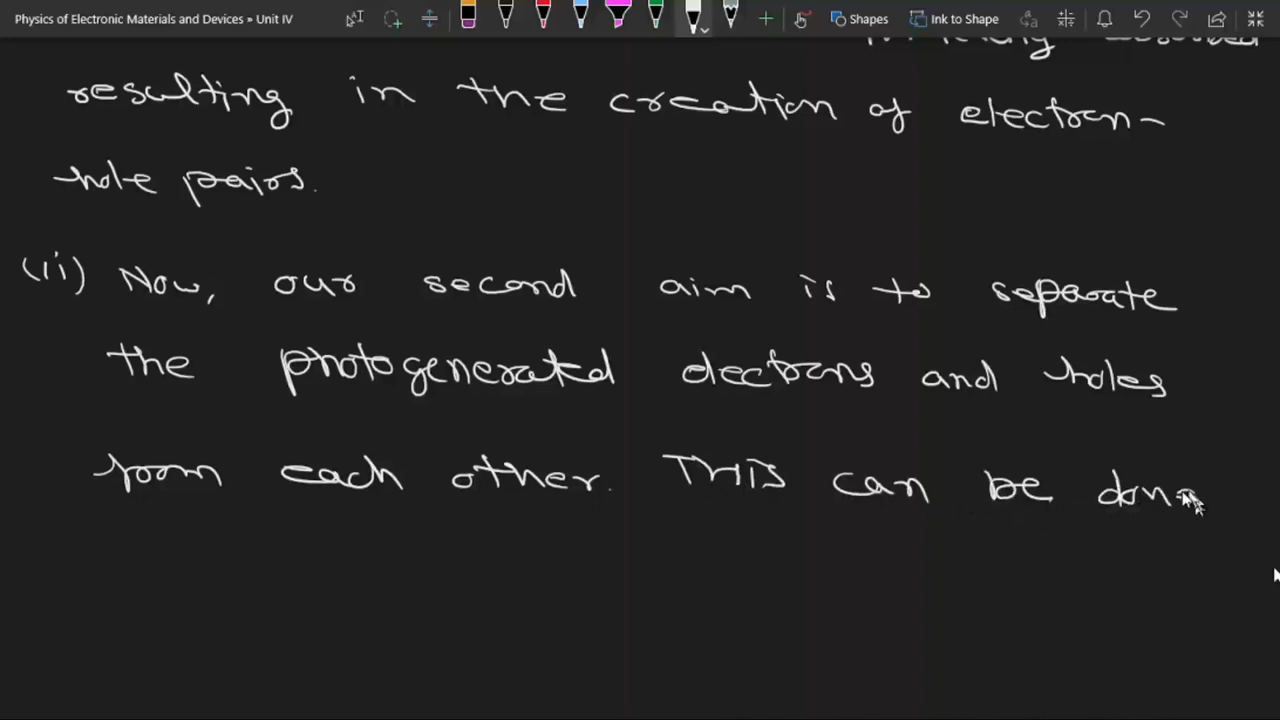 Physics of Electronic Materials and Devices » Unit IV
Shapes
Ink to Shape
resulting in the creation of electron-
hole pairs.
(ii) Now, our second aim is to separate
the photogenerated electrons and holes
from each other. This can be done